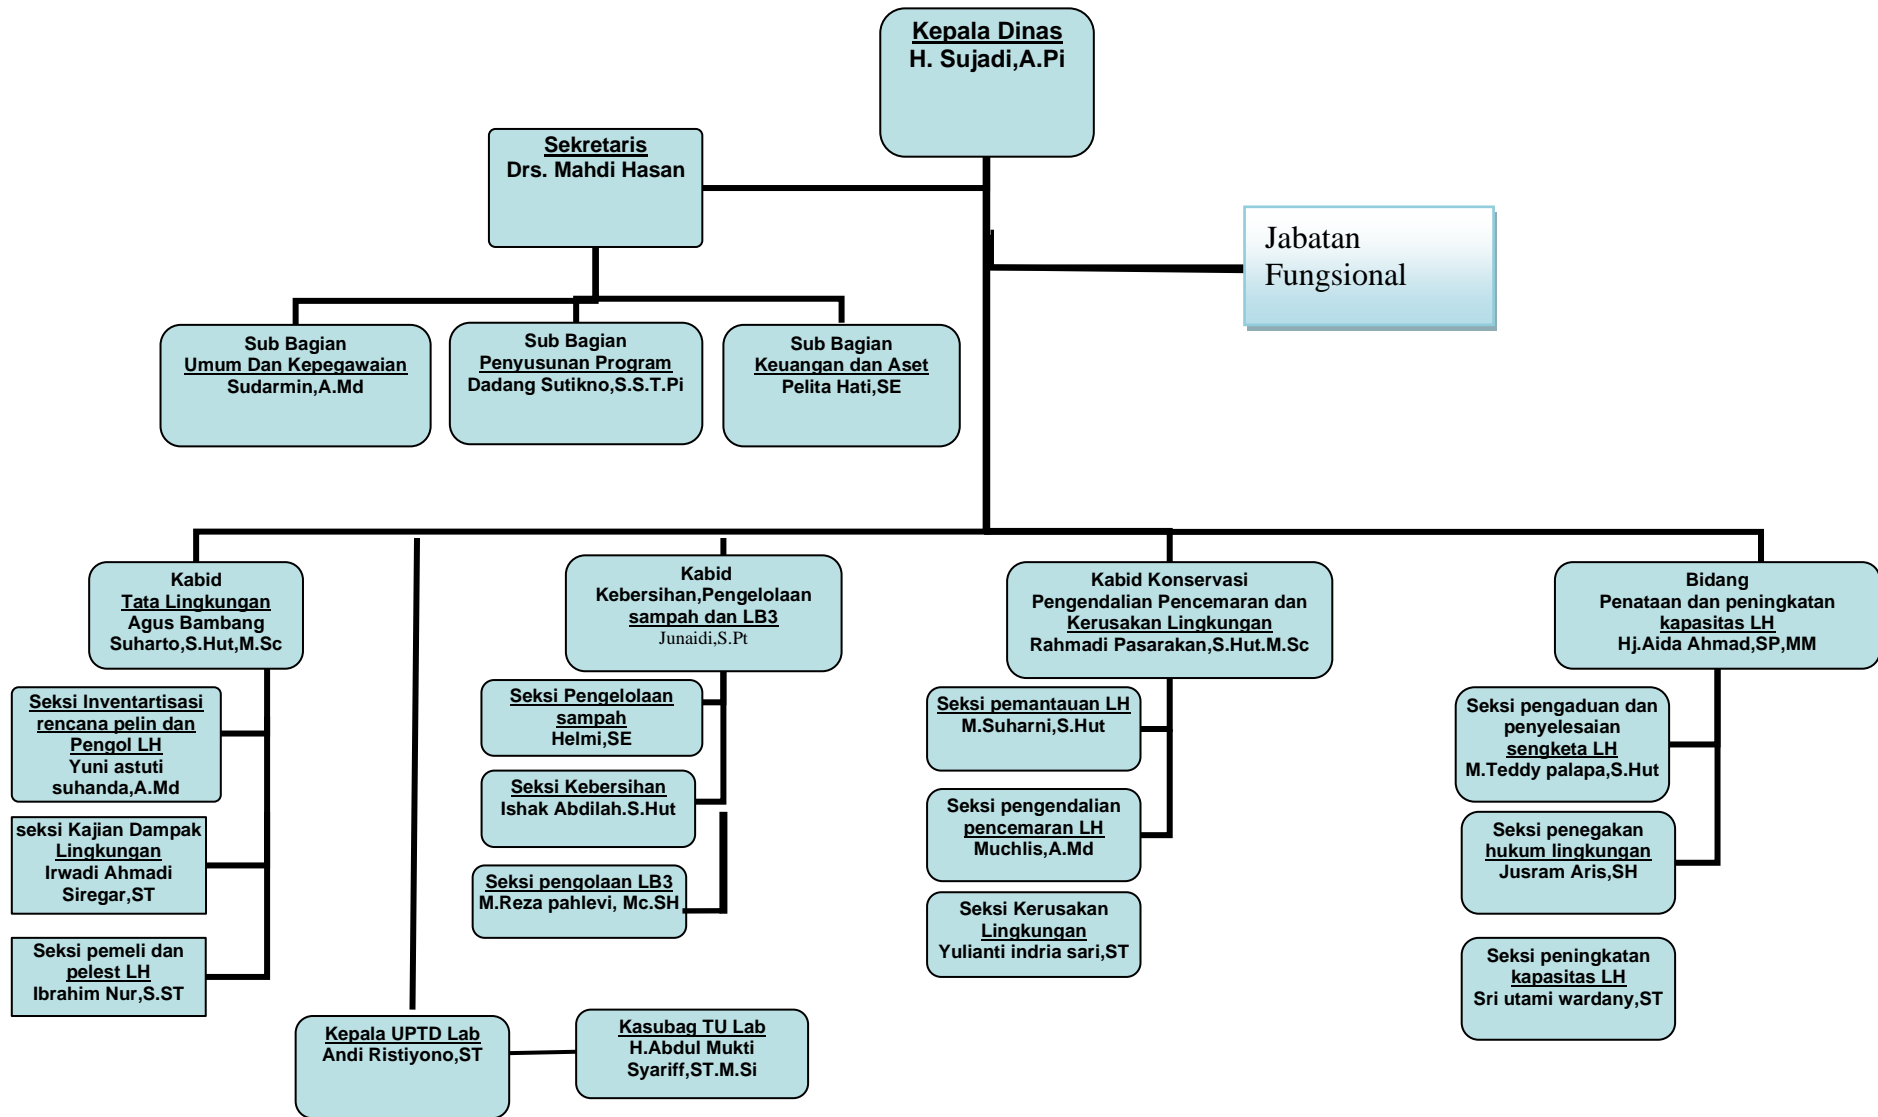 Kepala Dinas
H. Sujadi,A.Pi
Sekretaris
Drs. Mahdi Hasan
Jabatan
Fungsional
Sub Bagian
Umum Dan Kepegawaian
Sudarmin,A.Md
Sub Bagian
Penyusunan Program
Dadang Sutikno,S.S.T.Pi
Sub Bagian
Keuangan dan Aset
Pelita Hati,SE
Kabid
Tata Lingkungan
Agus Bambang
Suharto,S.Hut,M.Sc
Kabid
Kebersihan,Pengelolaan
sampah dan LB3
Junaidi,S.Pt
Kabid Konservasi
Pengendalian Pencemaran dan
Kerusakan Lingkungan
Rahmadi Pasarakan,S.Hut.M.Sc
Bidang
Penataan dan peningkatan
kapasitas LH
Hj.Aida Ahmad,SP,MM
Seksi Inventartisasi
rencana pelin dan
Pengol LH
Yuni astuti
suhanda,A.Md
seksi Kajian Dampak
Lingkungan
Irwadi Ahmadi
Siregar,ST
Seksi pemeli dan
pelest LH
Ibrahim Nur,S.ST
Seksi Pengelolaan
sampah
Helmi,SE
Seksi Kebersihan
Ishak Abdilah.S.Hut
Seksi pengolaan LB3
M.Reza pahlevi, Mc.SH
Seksi pemantauan LH
M.Suharni,S.Hut
Seksi pengendalian
pencemaran LH
Muchlis,A.Md
Seksi Kerusakan
Lingkungan
Yulianti indria sari,ST
Seksi pengaduan dan
penyelesaian
sengketa LH
M.Teddy palapa,S.Hut
Seksi penegakan
hukum lingkungan
Jusram Aris,SH
Seksi peningkatan
kapasitas LH
Sri utami wardany,ST
Kepala UPTD Lab
Andi Ristiyono,ST
Kasubag TU Lab
H.Abdul Mukti
Syariff,ST.M.Si